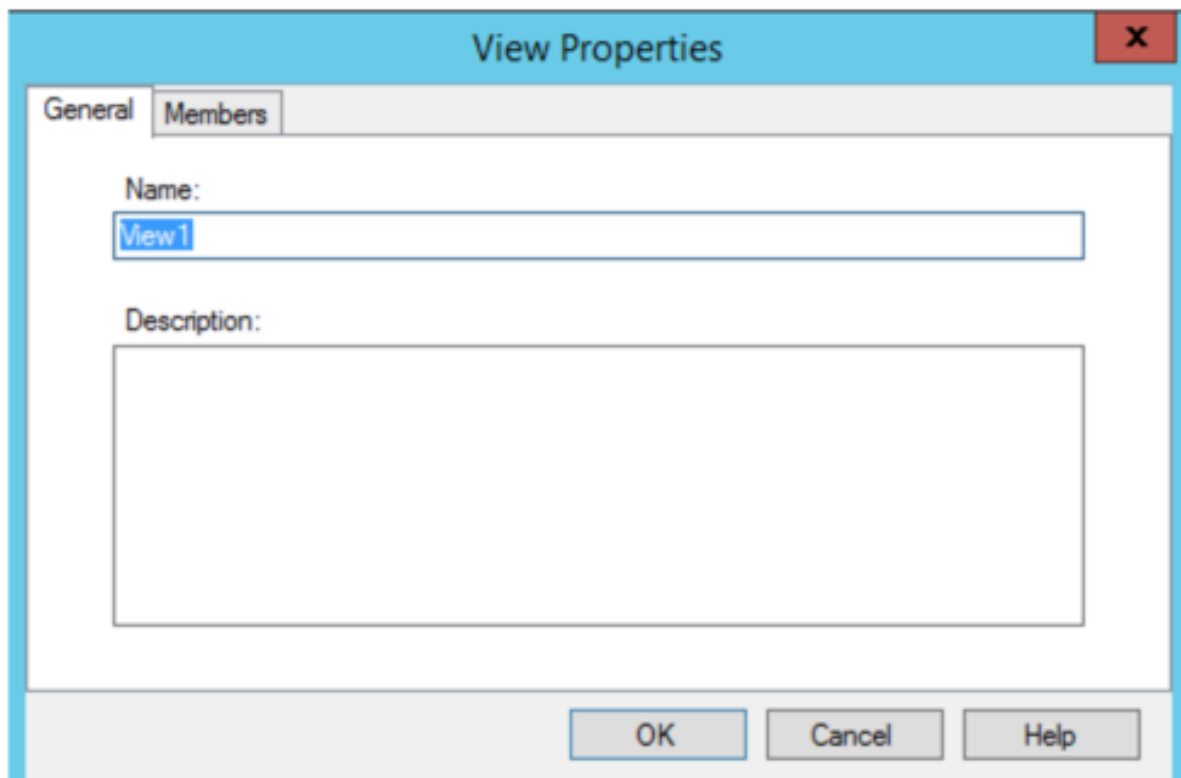 View Properties
x
General Members
Name:
View1
Description:
OK Cancel Help